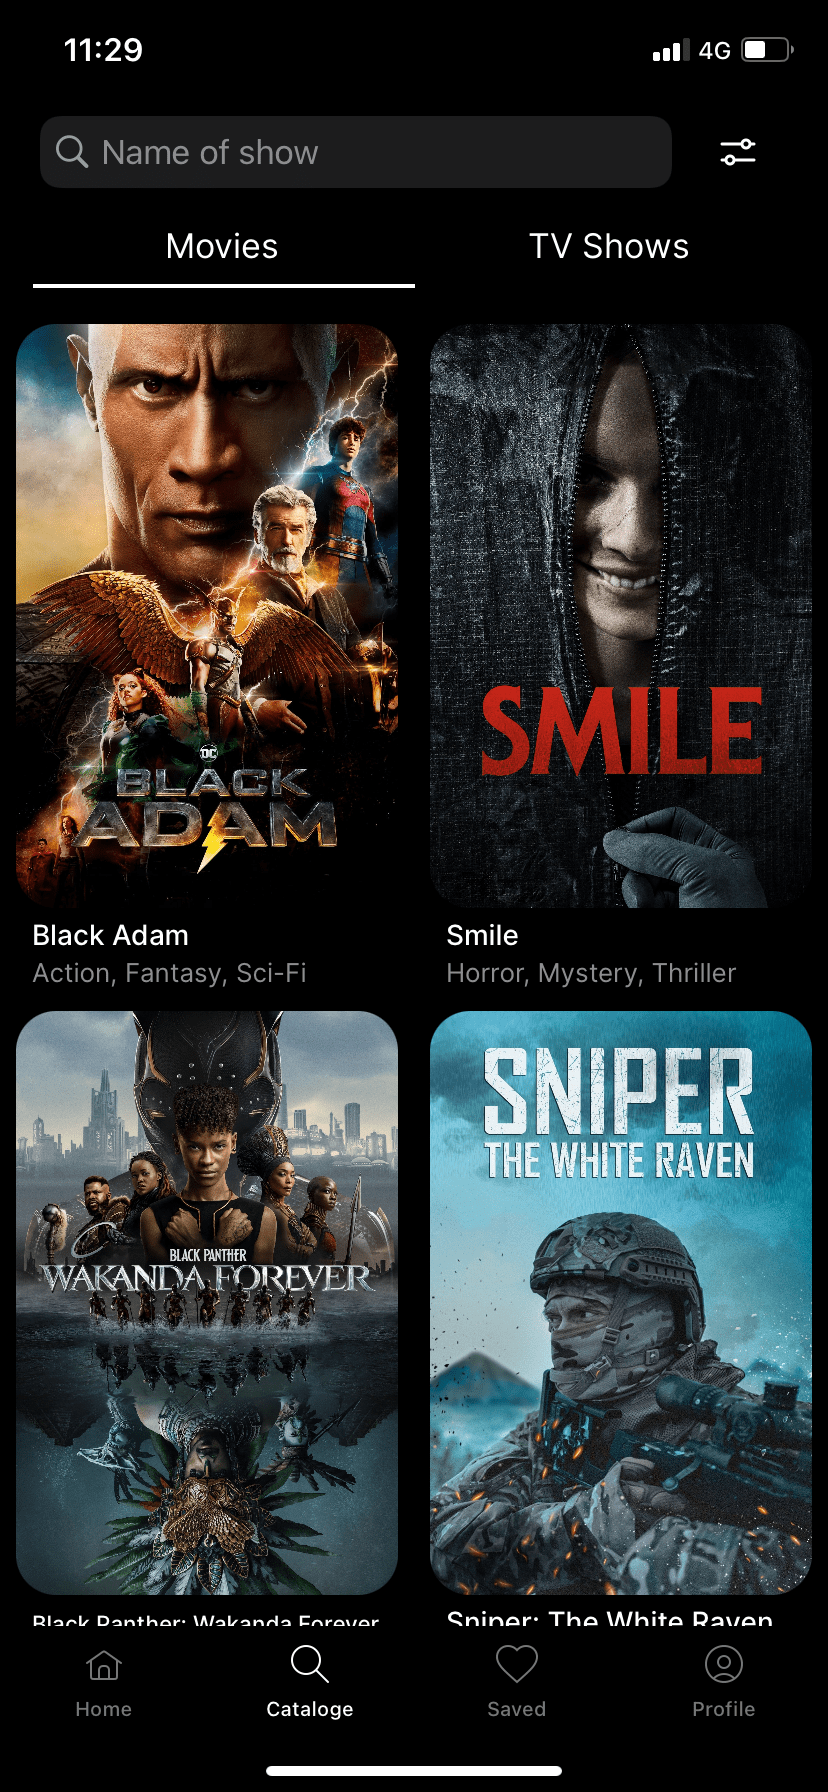 11:29
4G
Name of show
Movies
TV Shows
DC
BLACK
ADAM
SMILE
Black Adam
Action, Fantasy, Sci-Fi
Smile
Horror, Mystery, Thriller
BLACK PANTHER
WAKANDA FOREVER
SNIPER
THE WHITE RAVEN
Black Panther: Wakanda Forever
Sniper: The White Raven
Home
Cataloge
Saved
Profile